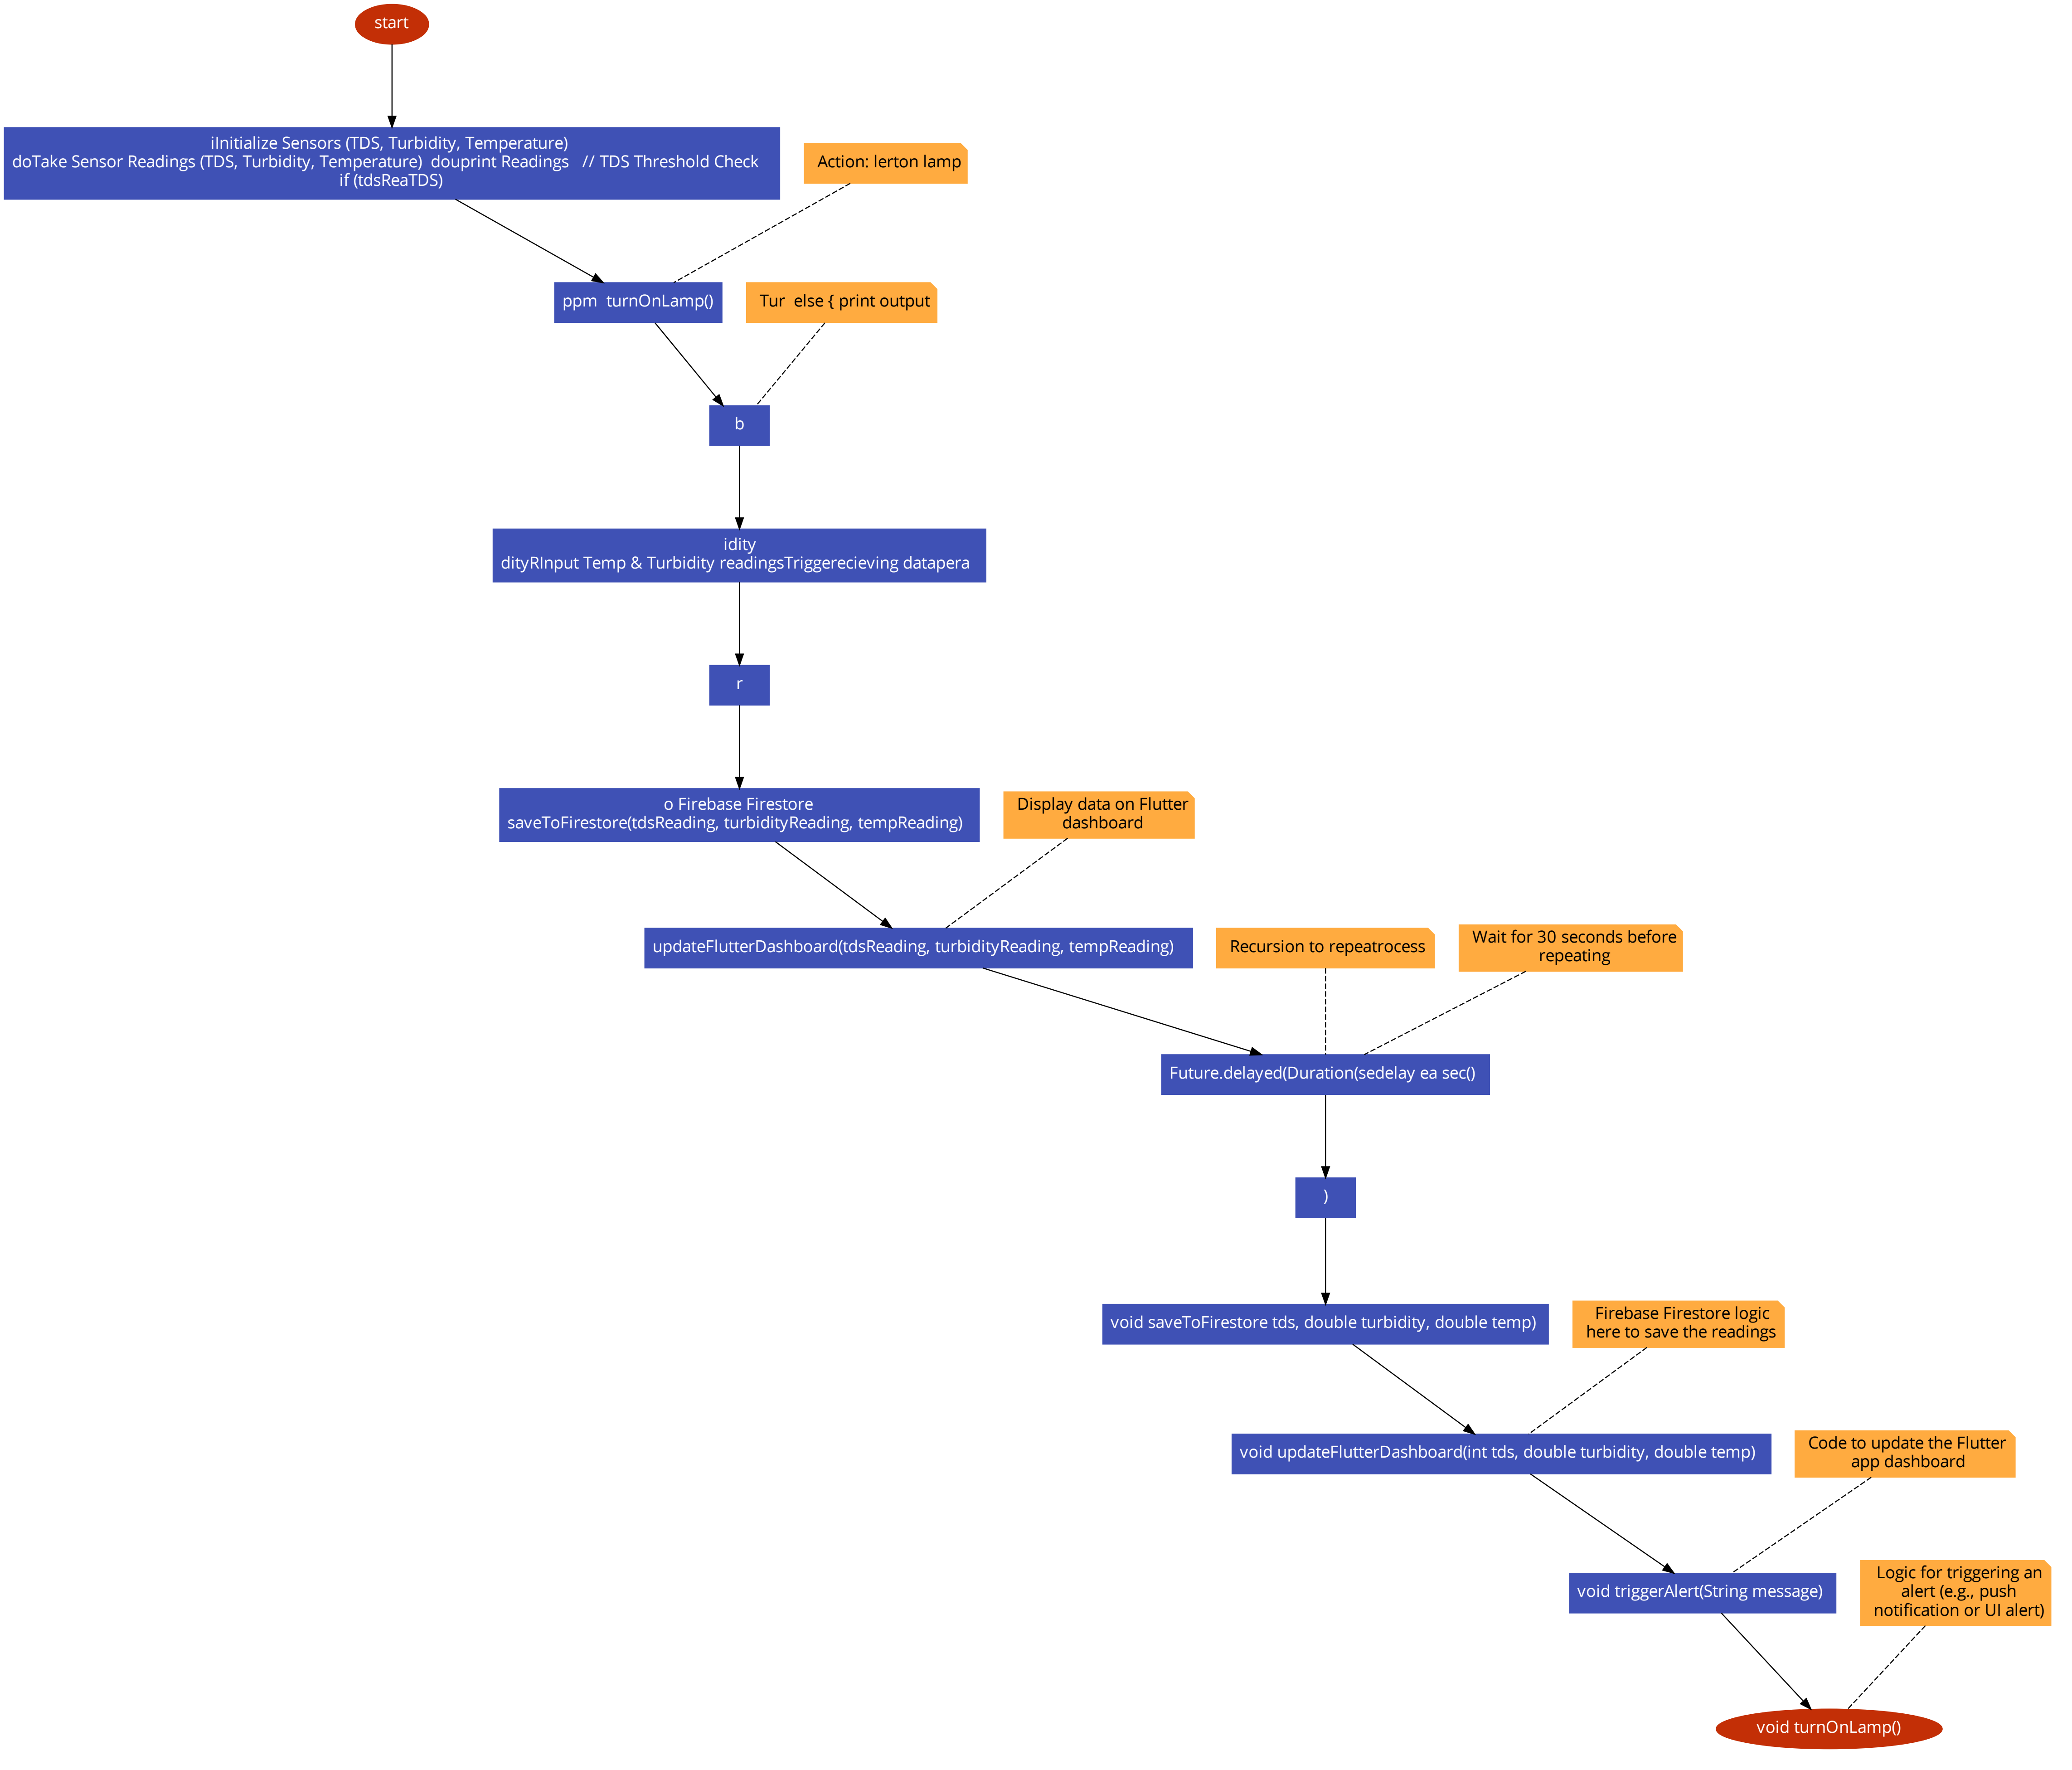 start
iInitialize Sensors (TDS, Turbidity, Temperature)
doTake Sensor Readings (TDS, Turbidity, Temperature)  douprint Readings   // TDS Threshold Check
if (tdsReaTDS)
Action: lerton lamp
ppm  turnOnLamp()
Tur  else { print output
b
idity
dityRInput Temp & Turbidity readingsTriggerecieving datapera
r
o Firebase Firestore
saveToFirestore(tdsReading, turbidityReading, tempReading)
Display data on Flutter
dashboard
updateFlutterDashboard(tdsReading, turbidityReading, tempReading)
Recursion to repeatrocess
Wait for 30 seconds before
repeating
Future.delayed(Duration(sedelay ea sec()
)
void saveToFirestore tds, double turbidity, double temp)
Firebase Firestore logic
here to save the readings
void updateFlutterDashboard(int tds, double turbidity, double temp)
Code to update the Flutter
app dashboard
void triggerAlert(String message)
Logic for triggering an
alert (e.g., push
notification or UI alert)
void turnOnLamp()